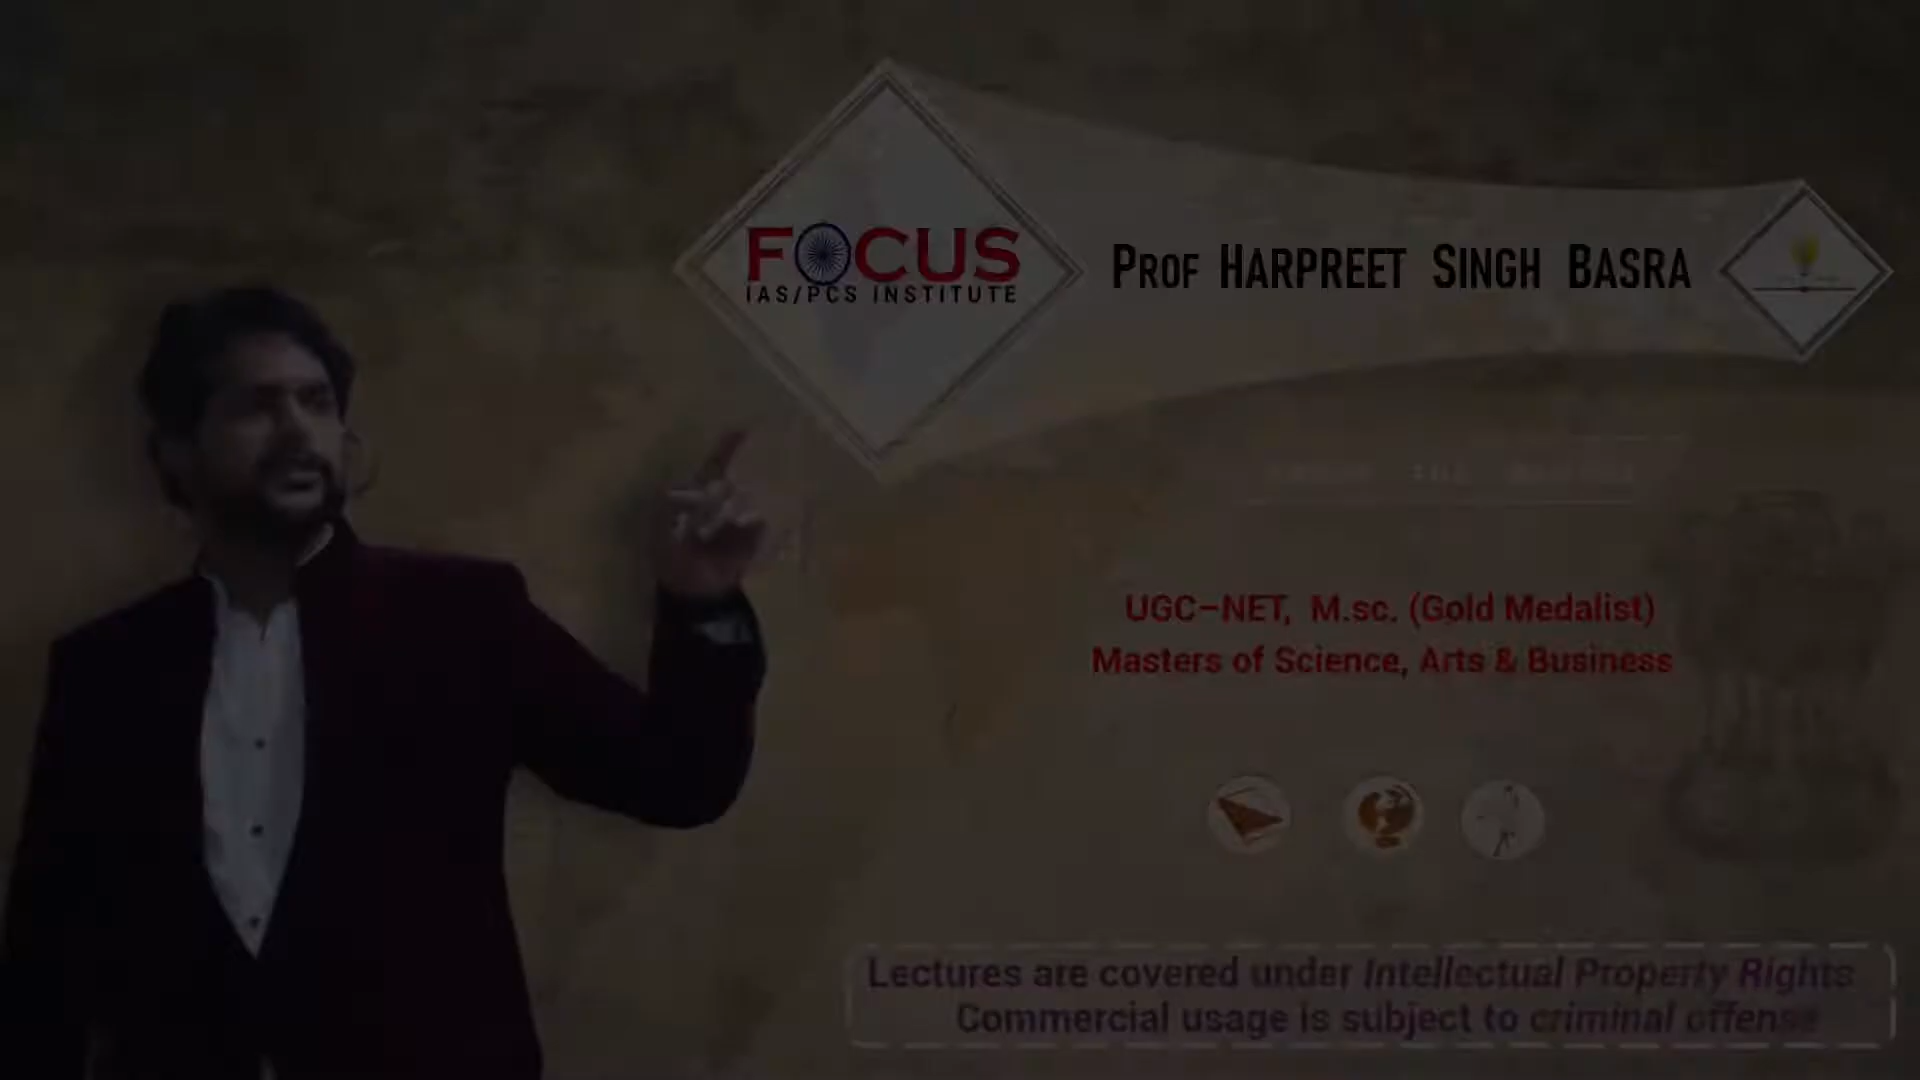 FOCUS
IAS/PCS INSTITUTE
PROF HARPREET SINGH BASRA
UGC–NET, M.sc. (Gold Medalist)
Masters of Science, Arts & Business
Lectures are covered under Intellectual Property Rights
Commercial usage is subject to criminal offense